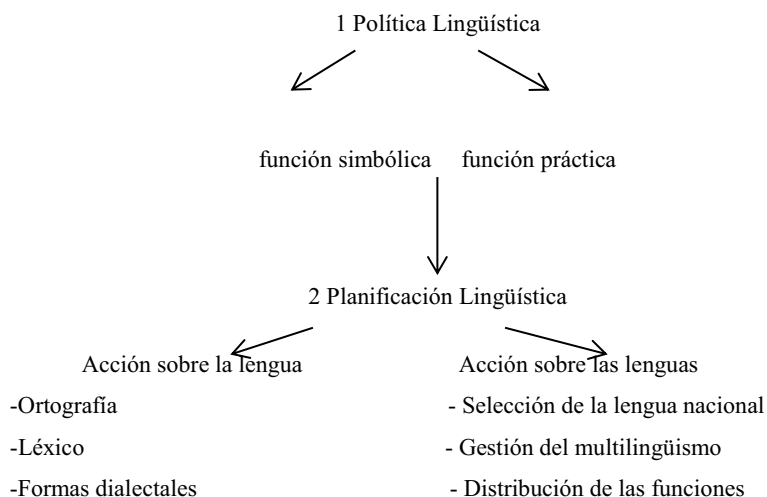 1 Política Lingüística
función simbólica función práctica
2 Planificación Lingüística
Acción sobre la lengua Acción sobre las lenguas
-Ortografía - Selección de la lengua nacional
-Léxico - Gestión del multilingüismo
-Formas dialectales - Distribución de las funciones